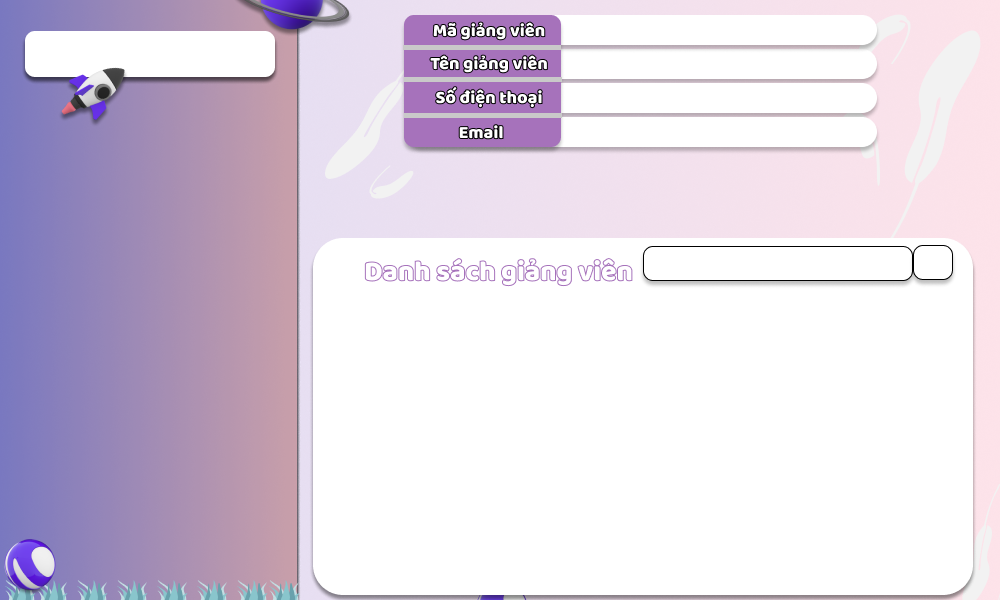 Mã giảng viên
Tên giảng viên
Số điện thoại
Email
Danh sách giảng viên